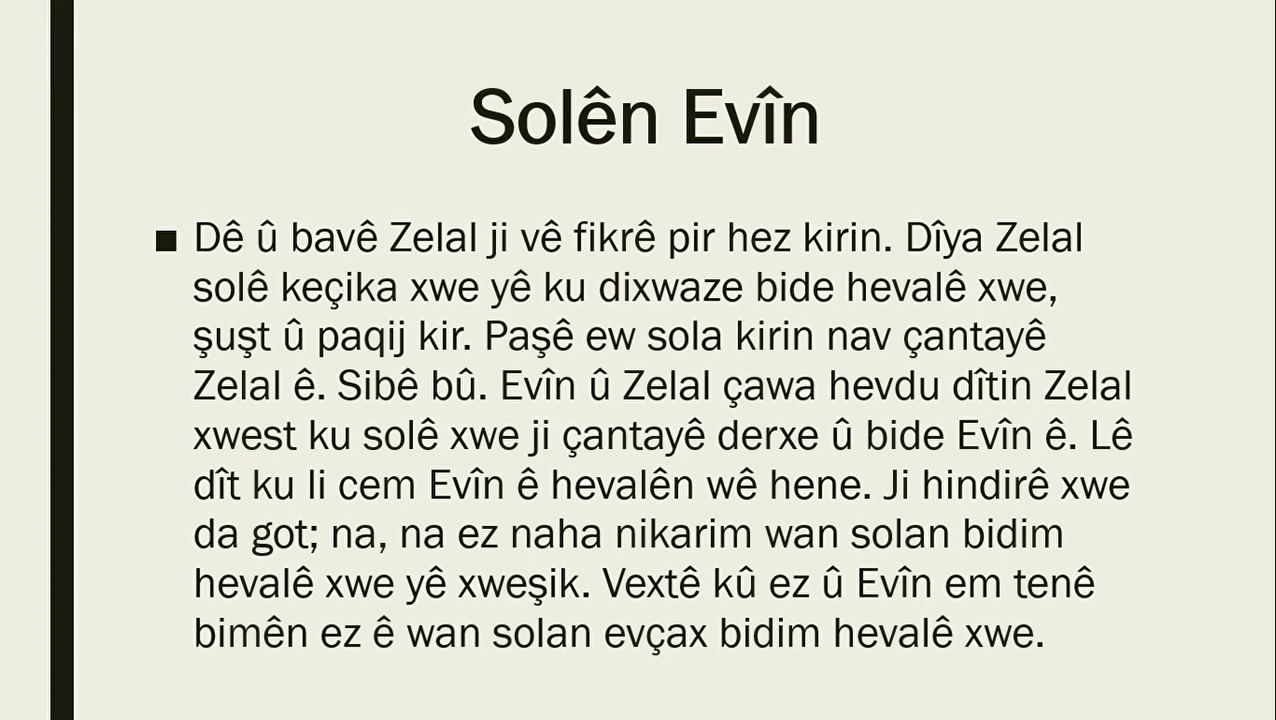 Solên Evîn
■ Dê û bavê Zelal ji vê fikrê pir hez kirin. Dîya Zelal
solê keçika xwe yê ku dixwaze bide hevalê xwe,
şuşt û paqij kir. Paşê ew sola kirin nav çantayê
Zelal ê. Sibê bû. Evîn û Zelal çawa hevdu dîtin Zelal
xwest ku solê xwe ji çantayê derxe û bide Evîn ê. Lê
dît ku li cem Evîn ê hevalên wê hene. Ji hindirê xwe
da got; na, na ez naha nikarim wan solan bidim
hevalê xwe yê xweşik. Vextê kû ez û Evîn em tenê
bimên ez ê wan solan evçax bidim hevalê xwe.